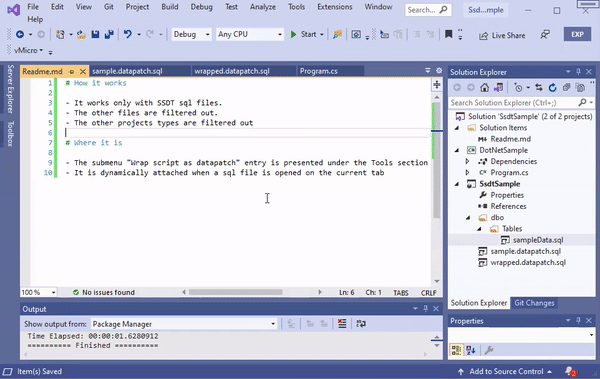 File Edit View Git Project Build Debug
Test Analyze Tools Extensions Window
Help
Search
Ssd...mple
vMicro
Debug Any CPU Start Live Share EXP
Server Explorer
Toolbox
Readme.md sample.datapatch.sql wrapped.datapatch.sql Program.cs
1 # How it works
2
3 - It works only with SSDT sql files.
4 - The other files are filtered out.
5 - The other projects types are filtered out
6
7 # Where it is
8
9 - The submenu "Wrap script as datapatch" entry is presented under the Tools section
10 - It is dynamically attached when a sql file is opened on the current tab
100 % No issues found Ln: 6 Ch: 1 TABS CRLF
Output
Show output from: Package Manager
Time Elapsed: 00:00:01.6280912
========== Finished ==========
Solution Explorer
Search Solution Explorer (Ctrl+;)
Solution 'SsdtSample' (2 of 2 projects)
Solution Items
Readme.md
DotNetSample
Dependencies
Program.cs
SsdtSample
Properties
References
dbo
Tables
sampleData.sql
sample.datapatch.sql
wrapped.datapatch.sql
Solution Explorer Git Changes
Properties
Item(s) Saved Add to Source Control 2